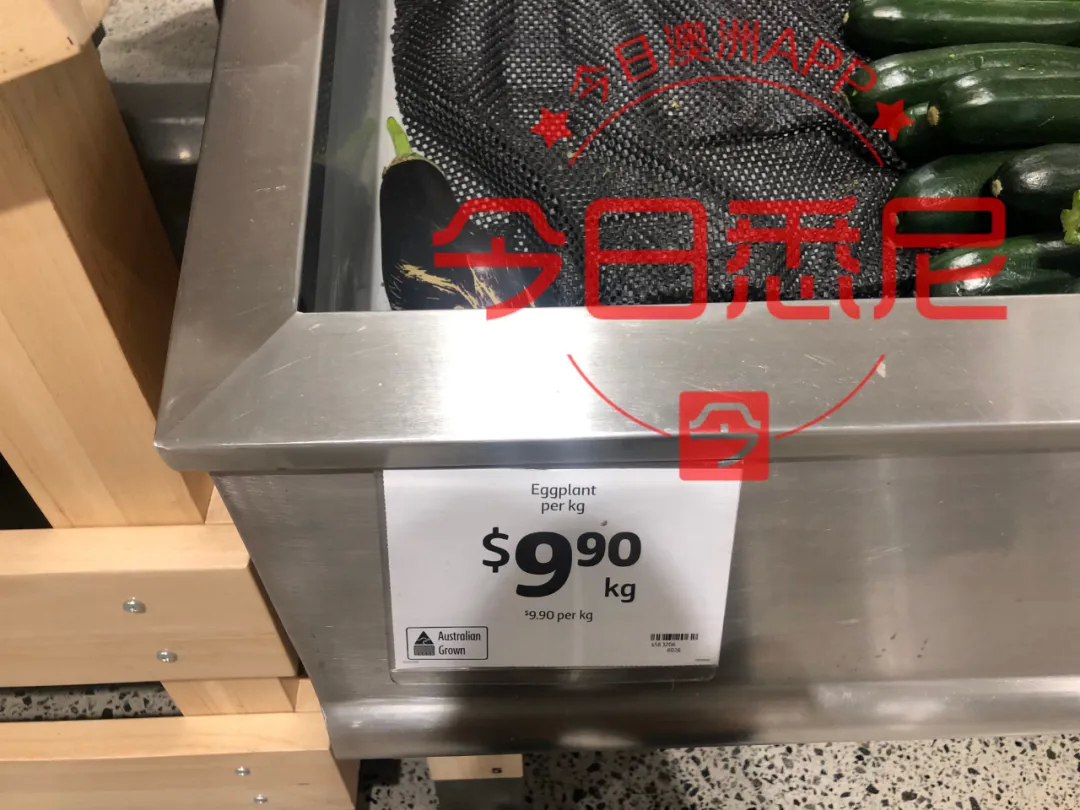 今日澳洲APP
今日悉尼
今
Eggplant
per kg
$9.90
kg
$9.90 per kg
Australian
Grown